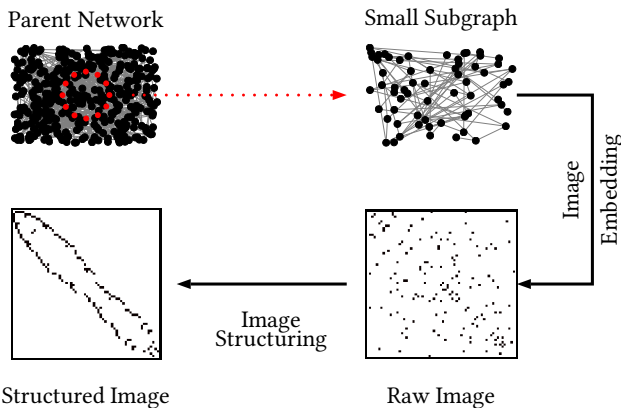 Parent Network
Small Subgraph
Image
Embedding
Image
Structuring
Structured Image
Raw Image